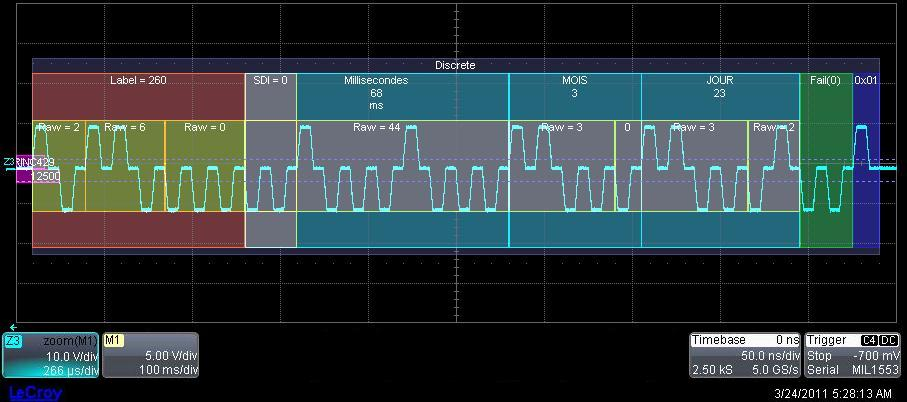 Discrete
Label = 260 SDI = 0 Millisecondes MOIS JOUR Fail(0) 0x01
68 3 23
ms
Raw = 2 Raw = 6 Raw = 0 Raw = 44 Raw = 3 0 Raw = 3 Raw = 2
Z3 RINC429
12500
Z3 zoom(M1)
10.0 V/div
266 µs/div
M1
5.00 V/div
100 ms/div
Timebase 0 ns
50.0 ns/div
2.50 kS 5.0 GS/s
Trigger C4 DC
Stop -700 mV
Serial MIL1553
LeCroy
3/24/2011 5:28:13 AM